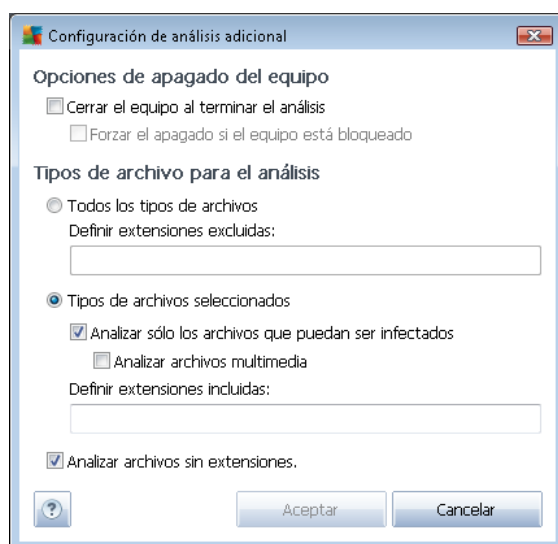 Configuración de análisis adicional
Opciones de apagado del equipo
Cerrar el equipo al terminar el análisis
Forzar el apagado si el equipo está bloqueado
Tipos de archivo para el análisis
Todos los tipos de archivos
Definir extensiones excluidas:
Tipos de archivos seleccionados
Analizar sólo los archivos que puedan ser infectados
Analizar archivos multimedia
Definir extensiones incluidas:
Analizar archivos sin extensiones.
? Aceptar Cancelar